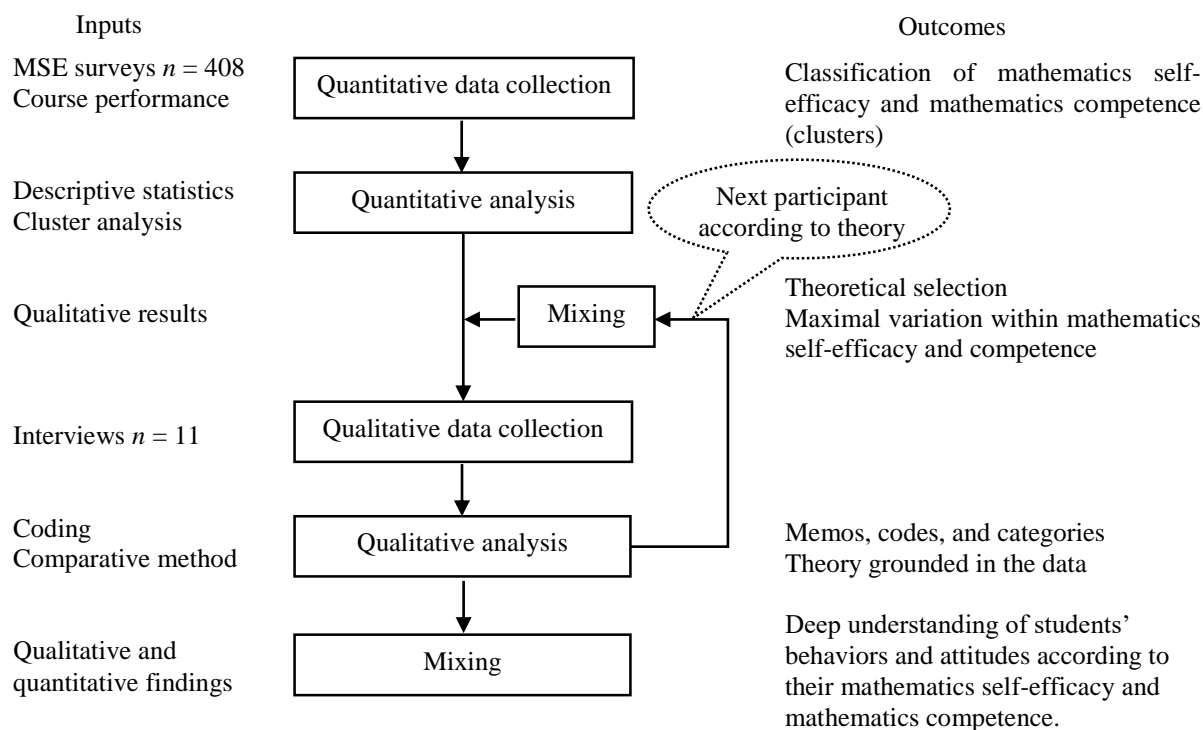 Inputs
Outcomes
MSE surveys n = 408
Course performance
Quantitative data collection
Classification of mathematics self-
efficacy and mathematics competence
(clusters)
Descriptive statistics
Cluster analysis
Quantitative analysis
Next participant
according to theory
Qualitative results
Mixing
Theoretical selection
Maximal variation within mathematics
self-efficacy and competence
Interviews n = 11
Qualitative data collection
Coding
Comparative method
Qualitative analysis
Memos, codes, and categories
Theory grounded in the data
Qualitative and
quantitative findings
Mixing
Deep understanding of students’
behaviors and attitudes according to
their mathematics self-efficacy and
mathematics competence.